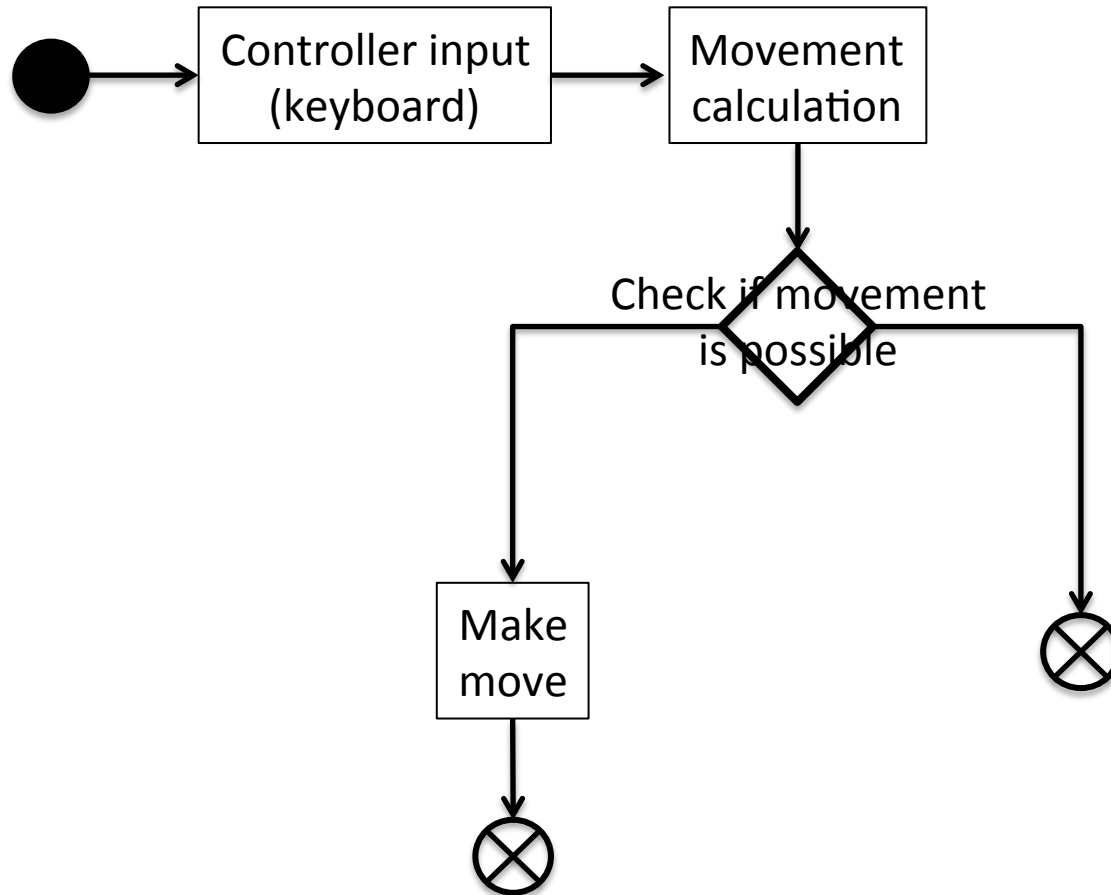 Controller input
(keyboard)
Movement
calculation
Check if movement
is possible
Make
move